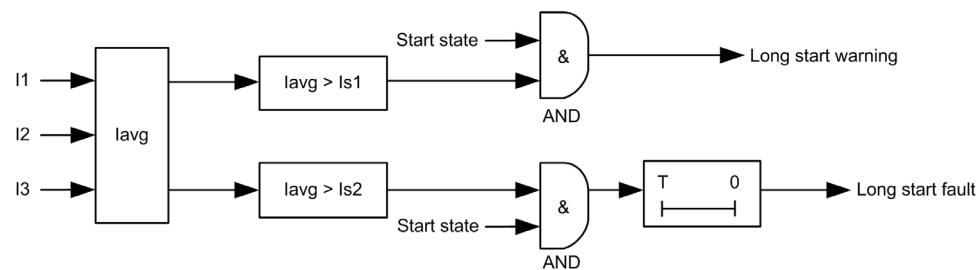 Start state
&
Long start warning
I1
Iavg > Is1
AND
I2
Iavg
I3
Iavg > Is2
&
T 0
Long start fault
Start state
AND